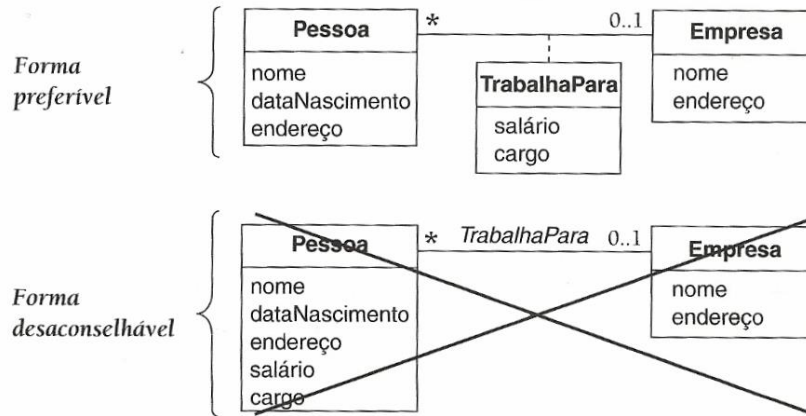 Forma
preferível
Pessoa
nome
dataNascimento
endereço
*
0..1
TrabalhaPara
salário
cargo
Empresa
nome
endereço
Forma
desaconselhável
Pessoa
nome
dataNascimento
endereço
salário
cargo
* TrabalhaPara 0..1
Empresa
nome
endereço